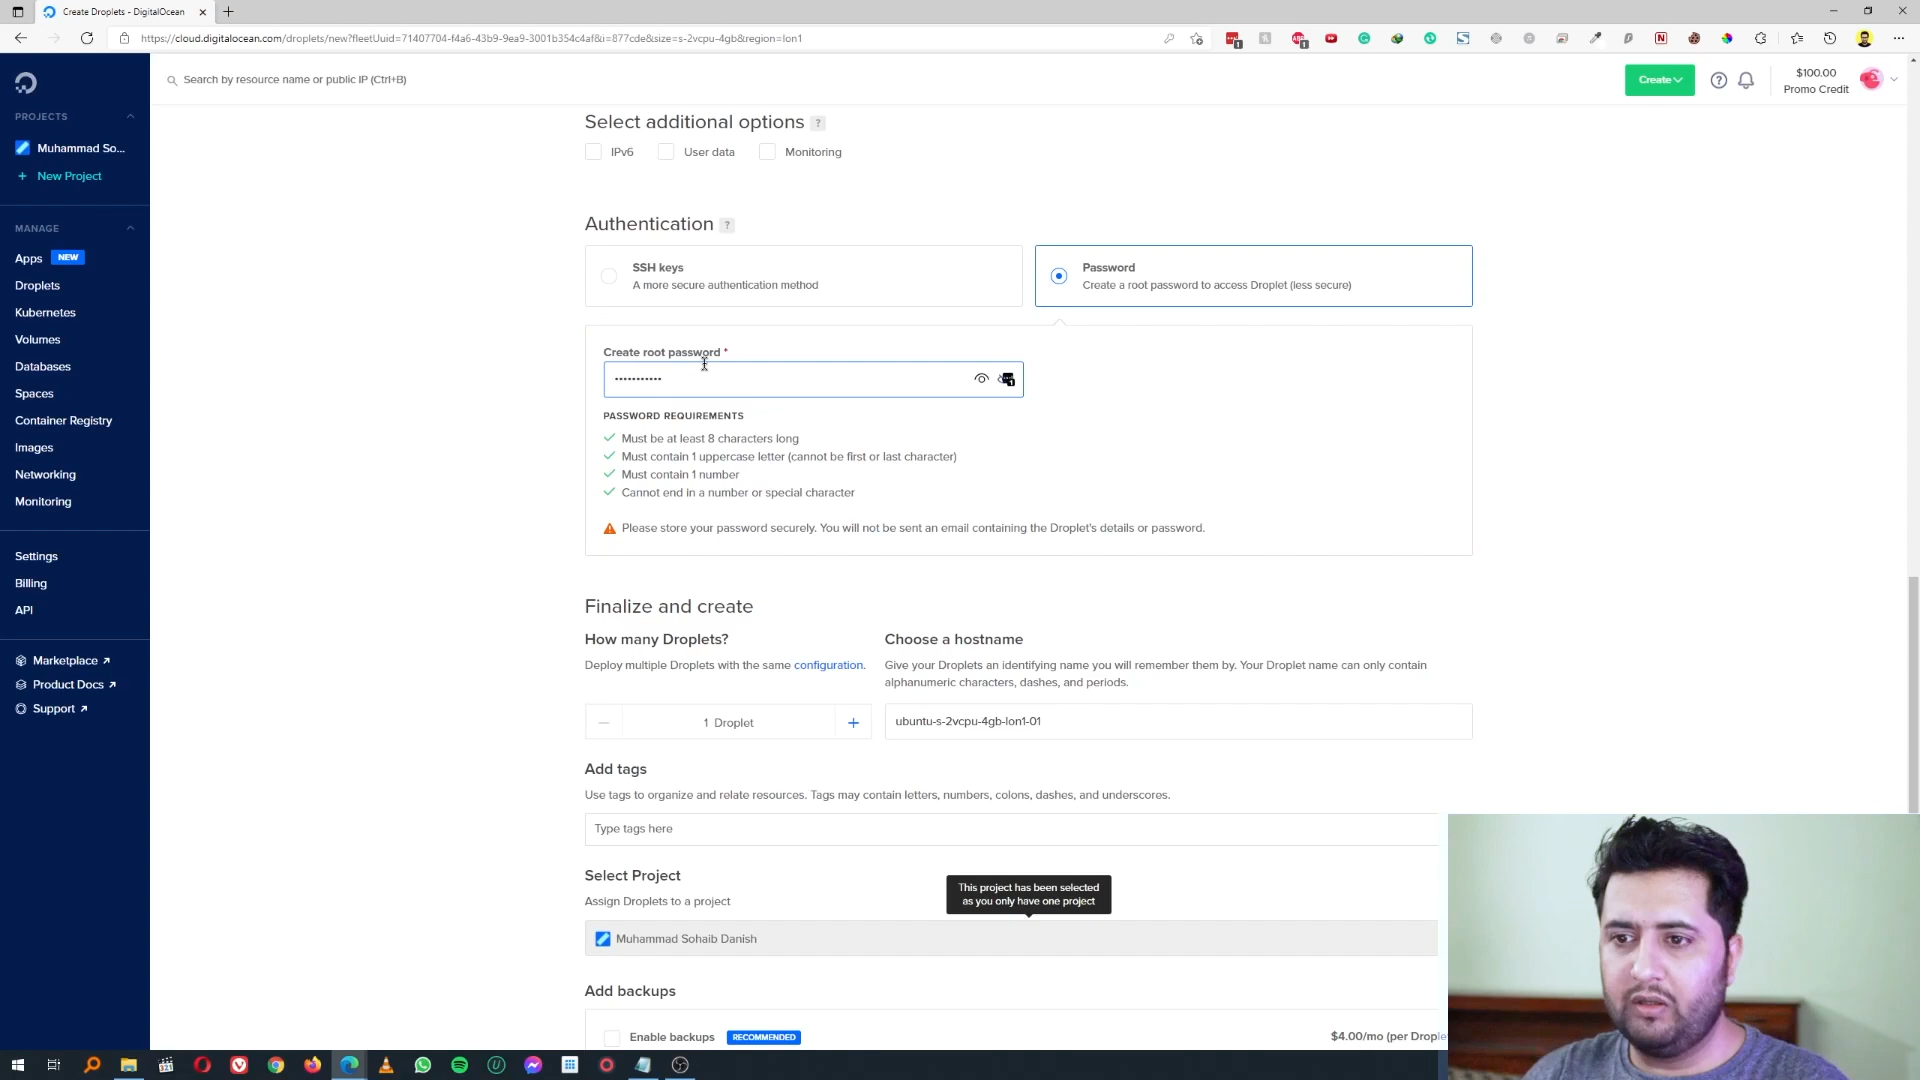 Create Droplets - DigitalOcean
https://cloud.digitalocean.com/droplets/new?fleetUuid=71407704-f4a6-43b9-9ea9-3001b354c4af&i=877cde&size=s-2vcpu-4gb&region=lon1
Search by resource name or public IP (Ctrl+B)
Create
$100.00
Promo Credit
PROJECTS
Muhammad So...
+ New Project
MANAGE
Apps NEW
Droplets
Kubernetes
Volumes
Databases
Spaces
Container Registry
Images
Networking
Monitoring
Settings
Billing
API
Marketplace ↗
Product Docs ↗
Support ↗
Select additional options ?
IPv6 User data Monitoring
Authentication ?
SSH keys
A more secure authentication method
Password
Create a root password to access Droplet (less secure)
Create root password *
•••••••••••
PASSWORD REQUIREMENTS
Must be at least 8 characters long
Must contain 1 uppercase letter (cannot be first or last character)
Must contain 1 number
Cannot end in a number or special character
Please store your password securely. You will not be sent an email containing the Droplet's details or password.
Finalize and create
How many Droplets?
Deploy multiple Droplets with the same configuration.
1 Droplet
Choose a hostname
Give your Droplets an identifying name you will remember them by. Your Droplet name can only contain
alphanumeric characters, dashes, and periods.
ubuntu-s-2vcpu-4gb-lon1-01
Add tags
Use tags to organize and relate resources. Tags may contain letters, numbers, colons, dashes, and underscores.
Type tags here
Select Project
Assign Droplets to a project
This project has been selected
as you only have one project
Muhammad Sohaib Danish
Add backups
Enable backups RECOMMENDED
$4.00/mo (per Drople